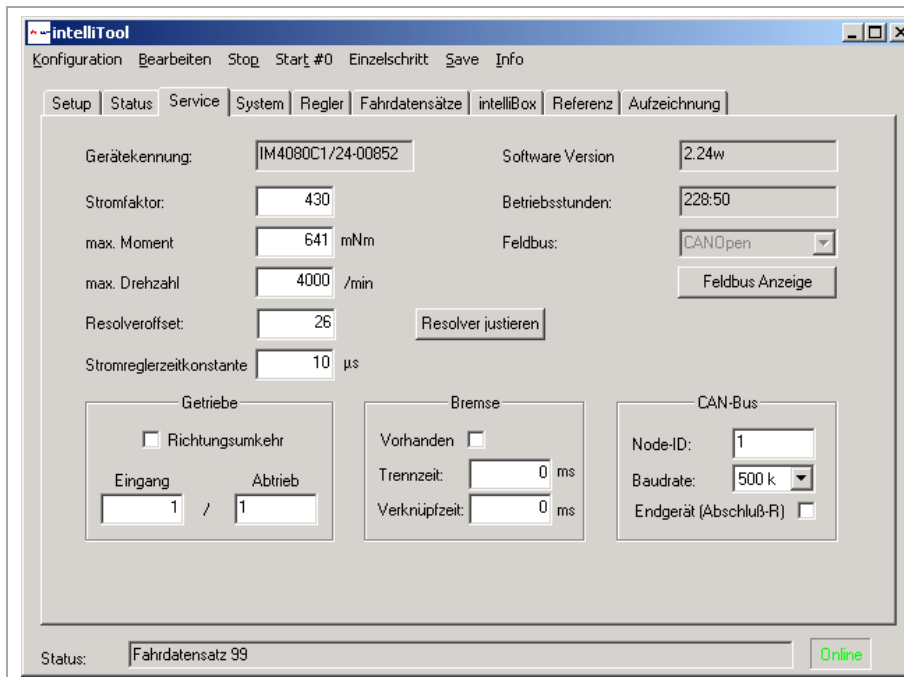 intelliTool
Konfiguration Bearbeiten Stop Start #0 Einzelschritt Save Info
Setup Status Service System Regler Fahrdatensätze intelliBox Referenz Aufzeichnung
Gerätekennung: IM4080C1/24-00852 Software Version 2.24w
Stromfaktor: 430 Betriebsstunden: 228:50
max. Moment 641 mNm Feldbus: CANOpen
max. Drehzahl 4000 /min Feldbus Anzeige
Resolveroffset: 26 Resolver justieren
Stromreglerzeitkonstante 10 µs
Getriebe Bremse CAN-Bus
Richtungsumkehr Vorhanden Node-ID: 1
Eingang Abtrieb Trennzeit: 0 ms Baudrate: 500 k
1 / 1 Verknüpfzeit: 0 ms Endgerät (Abschluß-R)
Status: Fahrdatensatz 99 Online